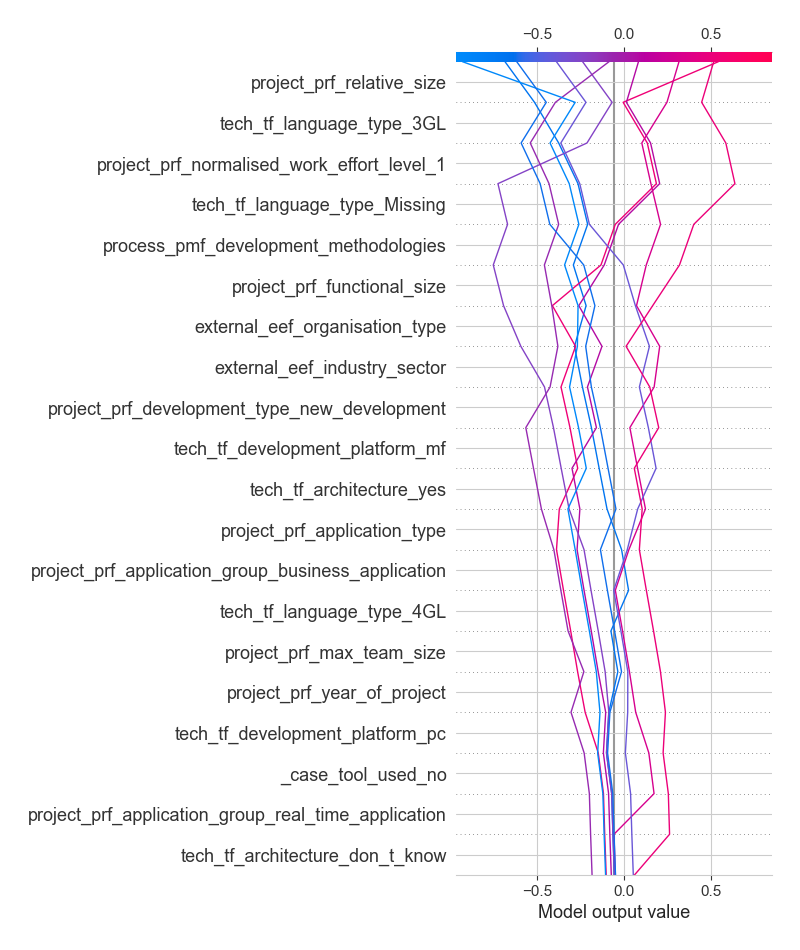 −0.5 0.0 0.5
project_prf_relative_size
tech_tf_language_type_3GL
project_prf_normalised_work_effort_level_1
tech_tf_language_type_Missing
process_pmf_development_methodologies
project_prf_functional_size
external_eef_organisation_type
external_eef_industry_sector
project_prf_development_type_new_development
tech_tf_development_platform_mf
tech_tf_architecture_yes
project_prf_application_type
project_prf_application_group_business_application
tech_tf_language_type_4GL
project_prf_max_team_size
project_prf_year_of_project
tech_tf_development_platform_pc
_case_tool_used_no
project_prf_application_group_real_time_application
tech_tf_architecture_don_t_know
−0.5 0.0 0.5
Model output value